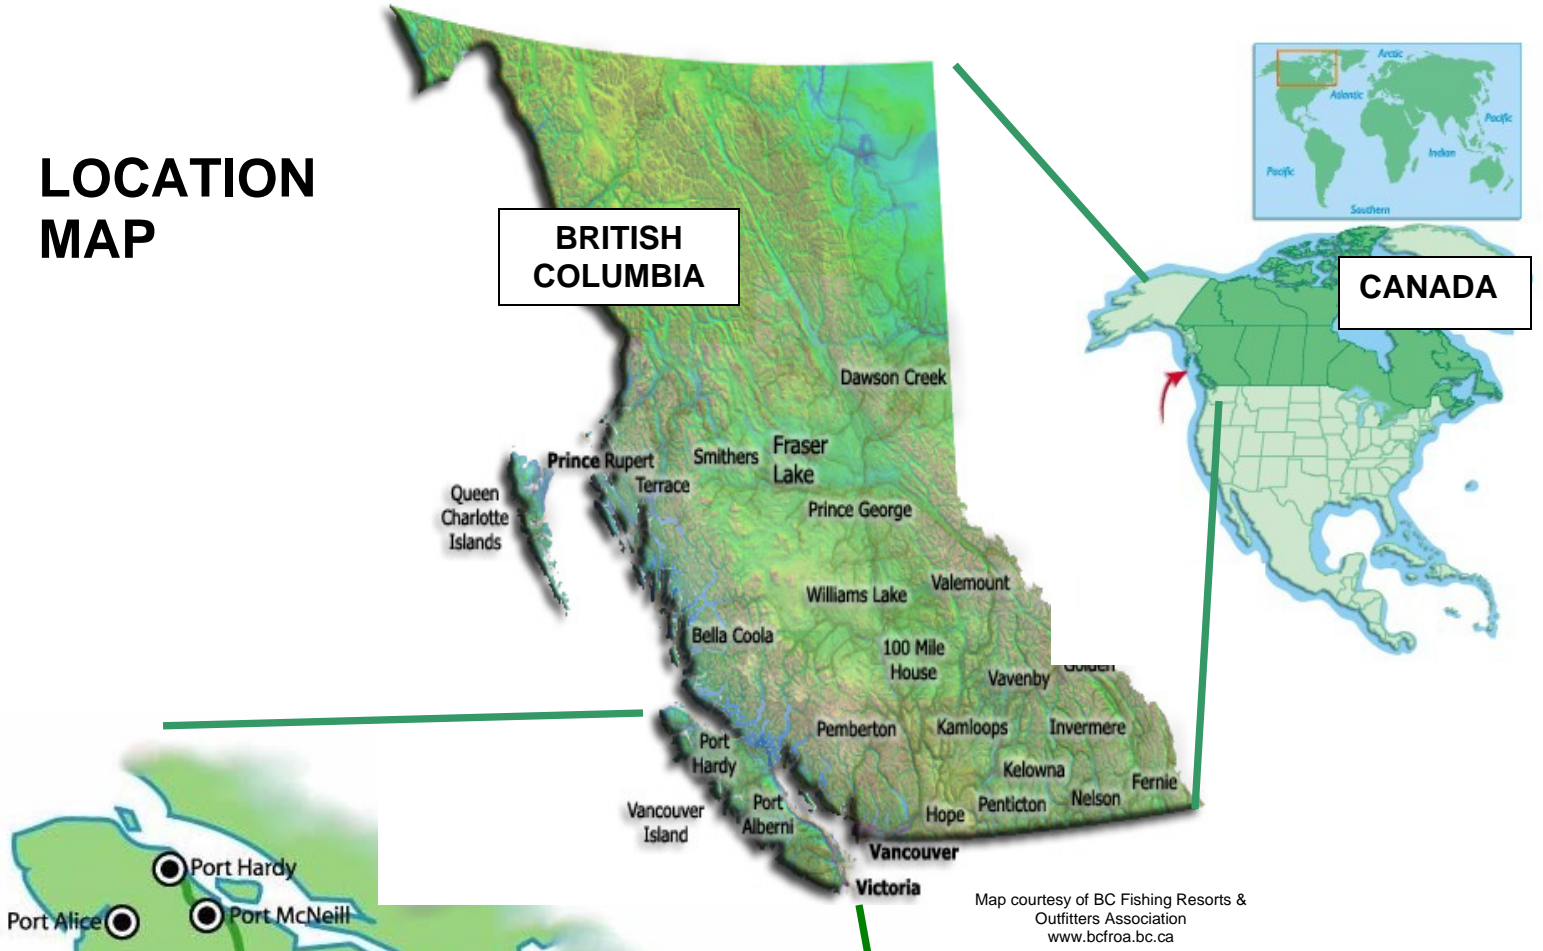 LOCATION
MAP
BRITISH
COLUMBIA
Arctic
Atlantic
Pacific
Indian
Pacific
Southern
CANADA
Dawson Creek
Fraser
Lake
Smithers
Prince Rupert
Terrace
Queen
Charlotte
Islands
Prince George
Valemount
Williams Lake
Bella Coola
100 Mile
House
Golden
Vavenby
Pemberton
Kamloops
Invermere
Port
Hardy
Kelowna
Fernie
Nelson
Penticton
Hope
Vancouver
Island
Port
Alberni
Vancouver
Victoria
Port Hardy
Port Alice
Port McNeill
Map courtesy of BC Fishing Resorts &
Outfitters Association
www.bcfroa.bc.ca